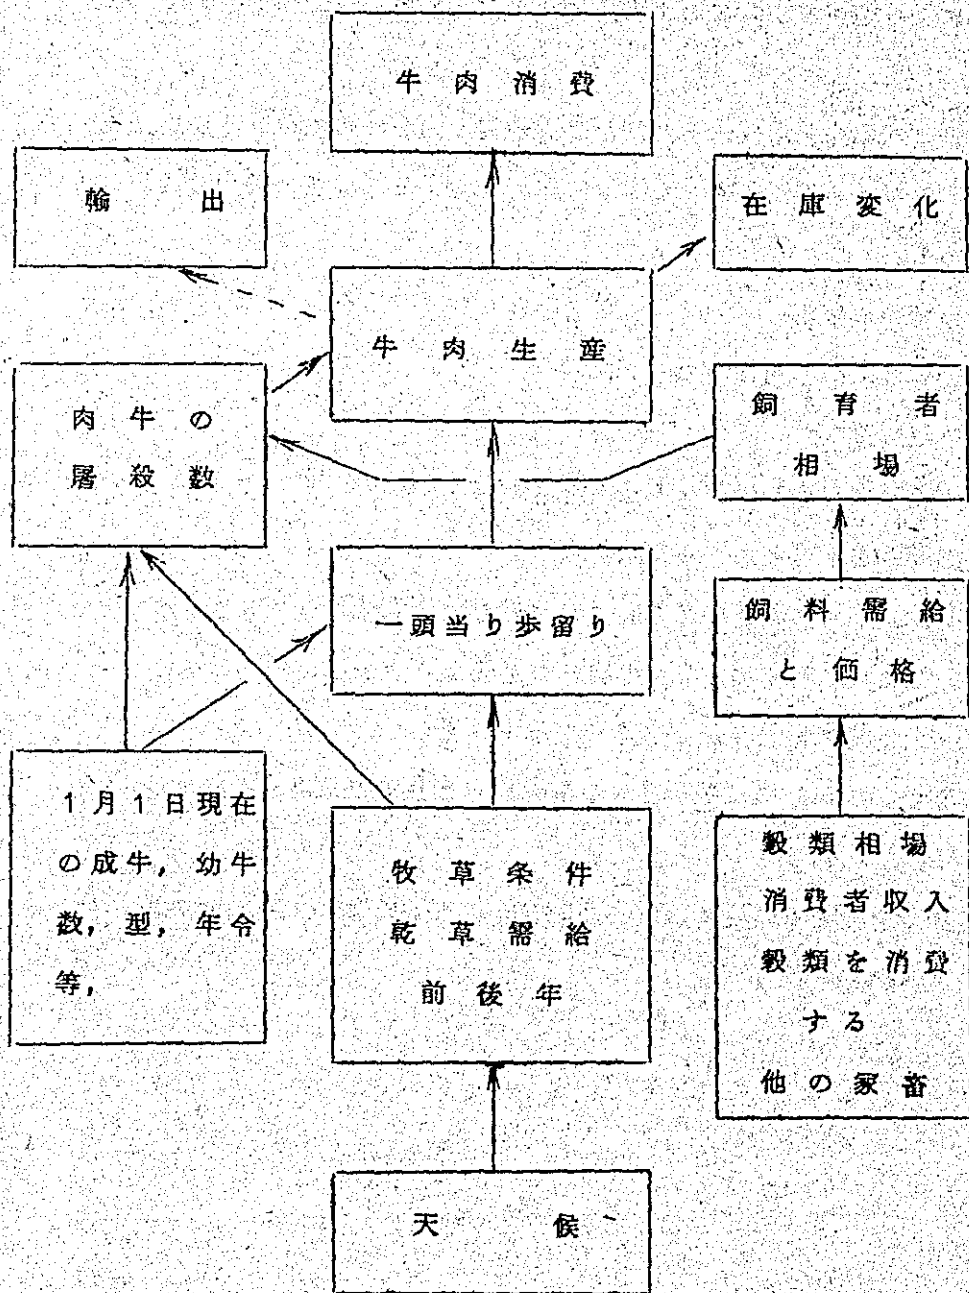 牛肉消費
輸出
在庫変化
牛肉生産
肉牛の
屠殺数
飼育者
相場
一頭当り歩留り
飼料需給
と価格
1月1日現在
の成牛,幼牛
数,型,年令
等,
牧草条件
乾草需給
前後年
穀類相場
消費者収入
穀類を消費
する
他の家畜
天候